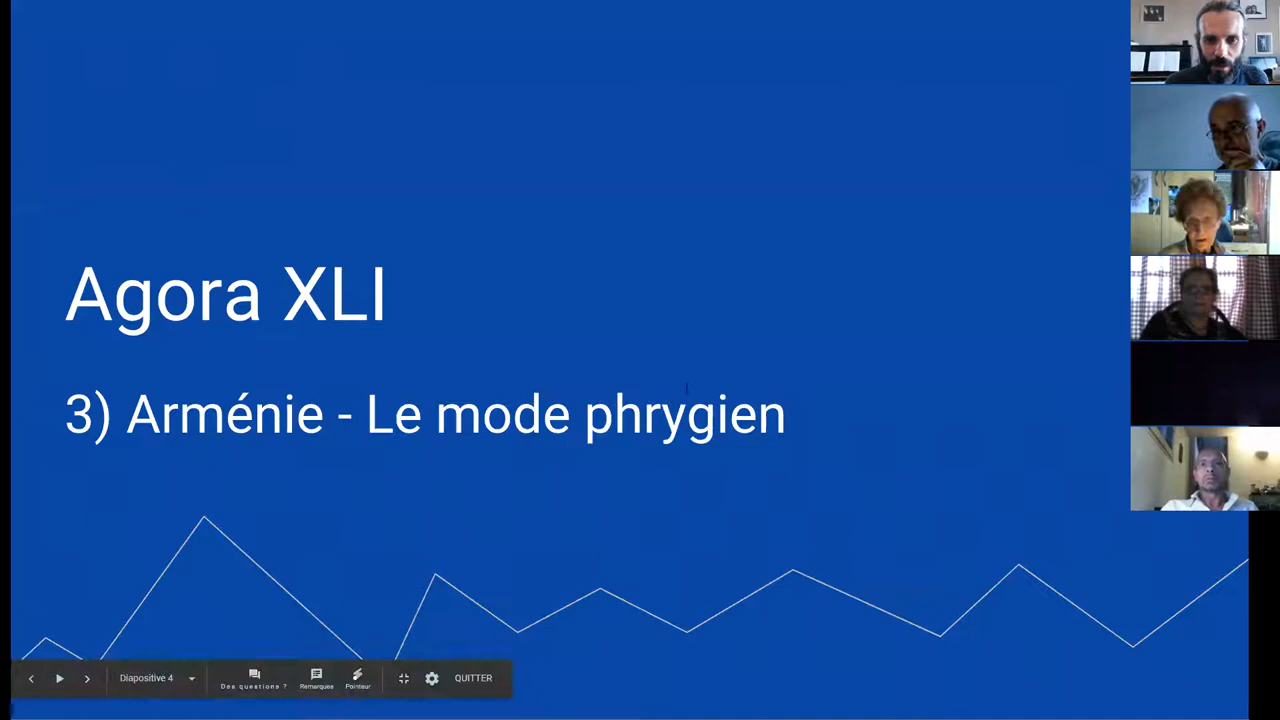 Agora XLI
3) Arménie - Le mode phrygien
Diapositive 4
Des questions ?
Remarques
Pointeur
QUITTER